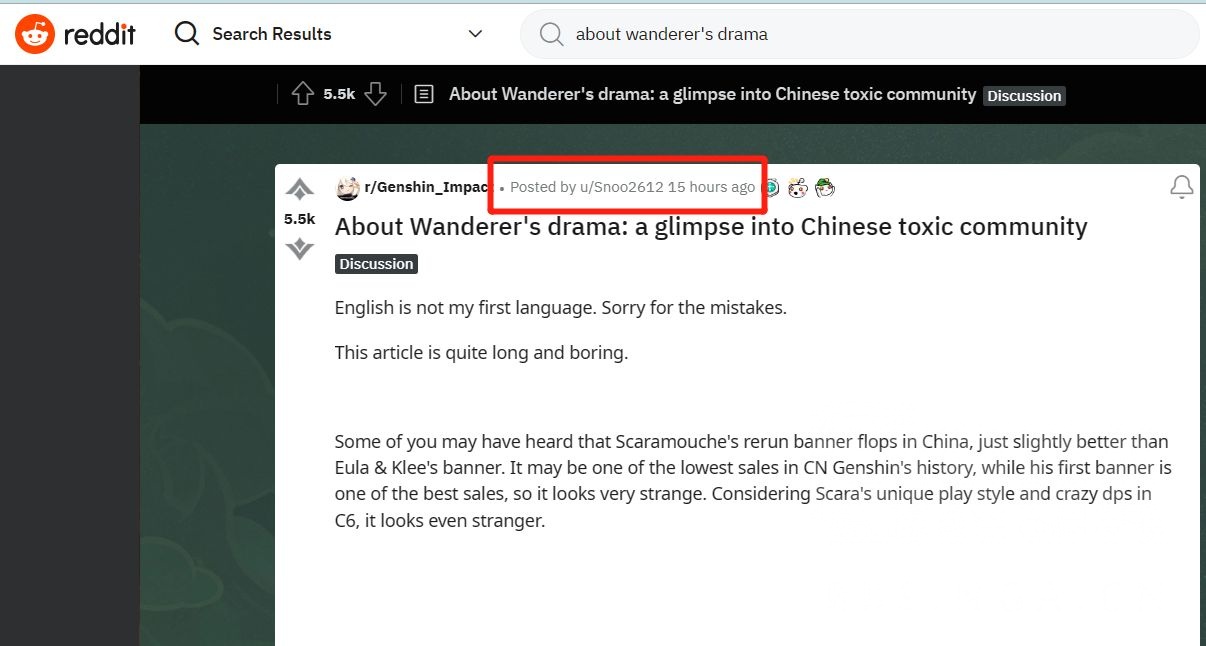 reddit Search Results about wanderer's drama
5.5k About Wanderer's drama: a glimpse into Chinese toxic community Discussion
r/Genshin_Impac • Posted by u/Snoo2612 15 hours ago
5.5k
About Wanderer's drama: a glimpse into Chinese toxic community
Discussion
English is not my first language. Sorry for the mistakes.
This article is quite long and boring.
Some of you may have heard that Scaramouche's rerun banner flops in China, just slightly better than
Eula & Klee's banner. It may be one of the lowest sales in CN Genshin's history, while his first banner is
one of the best sales, so it looks very strange. Considering Scara's unique play style and crazy dps in
C6, it looks even stranger.